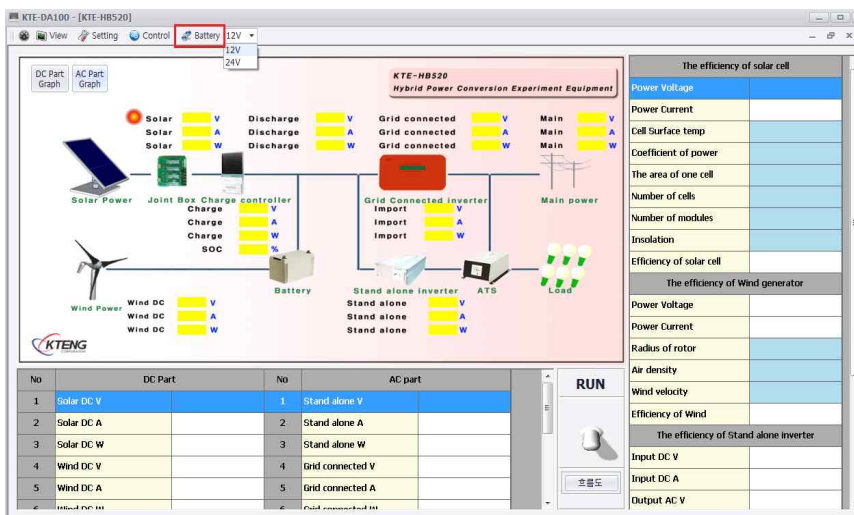 KTE-DA100 - [KTE-HB520]
View Setting Control Battery 12V
12V
24V
DC Part Graph
AC Part Graph
KTE-HB520
Hybrid Power Conversion Experiment Equipment
Solar V Discharge V Grid connected V Main V
Solar A Discharge A Grid connected A Main A
Solar W Discharge W Grid connected W Main W
Solar Power Joint Box Charge controller Grid Connected inverter Main power
Charge V Import V
Charge A Import A
Charge W Import W
SOC %
Battery Stand alone inverter ATS Load
Wind Power
Wind DC V Stand alone V
Wind DC A Stand alone A
Wind DC W Stand alone W
KTENG
CORPORATION
No DC Part No AC part
1 Solar DC V 1 Stand alone V
2 Solar DC A 2 Stand alone A
3 Solar DC W 3 Stand alone W
4 Wind DC V 4 Grid connected V
5 Wind DC A 5 Grid connected A
6 Wind DC W 6 Grid connected W
RUN
흐름도
The efficiency of solar cell
Power Voltage
Power Current
Cell Surface temp
Coefficient of power
The area of one cell
Number of cells
Number of modules
Insolation
Efficiency of solar cell
The efficiency of Wind generator
Power Voltage
Power Current
Radius of rotor
Air density
Wind velocity
Efficiency of Wind
The efficiency of Stand alone inverter
Input DC V
Input DC A
Output AC V